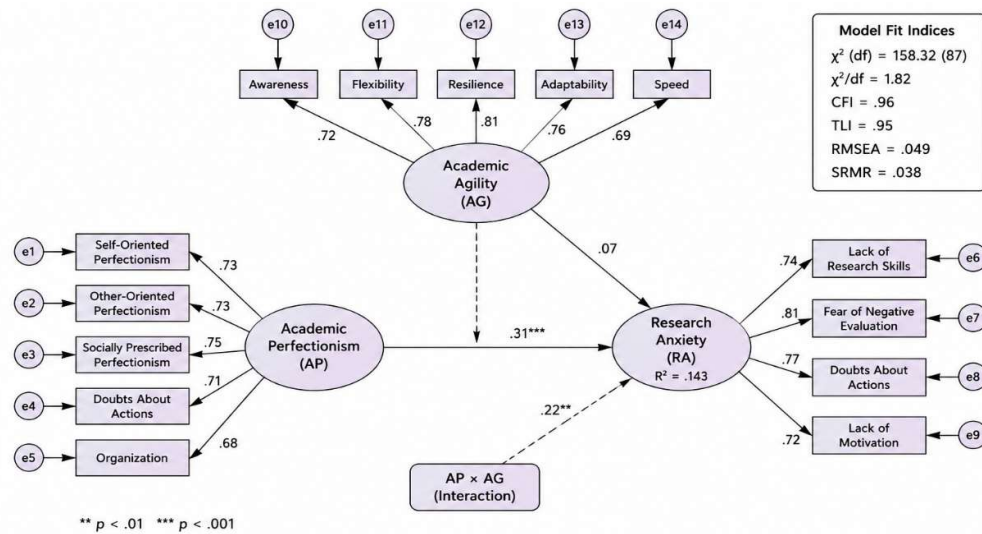 e10
e11
e12
e13
e14
Awareness
Flexibility
Resilience
Adaptability
Speed
.72
.78
.81
.76
.69
Academic
Agility
(AG)
Model Fit Indices
χ² (df) = 158.32 (87)
χ²/df = 1.82
CFI = .96
TLI = .95
RMSEA = .049
SRMR = .038
e1
Self-Oriented
Perfectionism
.73
e2
Other-Oriented
Perfectionism
.73
e3
Socially Prescribed
Perfectionism
.75
e4
Doubts About
Actions
.71
e5
Organization
.68
Academic
Perfectionism
(AP)
.07
.31***
Research
Anxiety
(RA)
R² = .143
.74
Lack of
Research Skills
e6
.81
Fear of Negative
Evaluation
e7
.77
Doubts About
Actions
e8
.72
Lack of
Motivation
e9
.22**
AP × AG
(Interaction)
** p < .01 *** p < .001